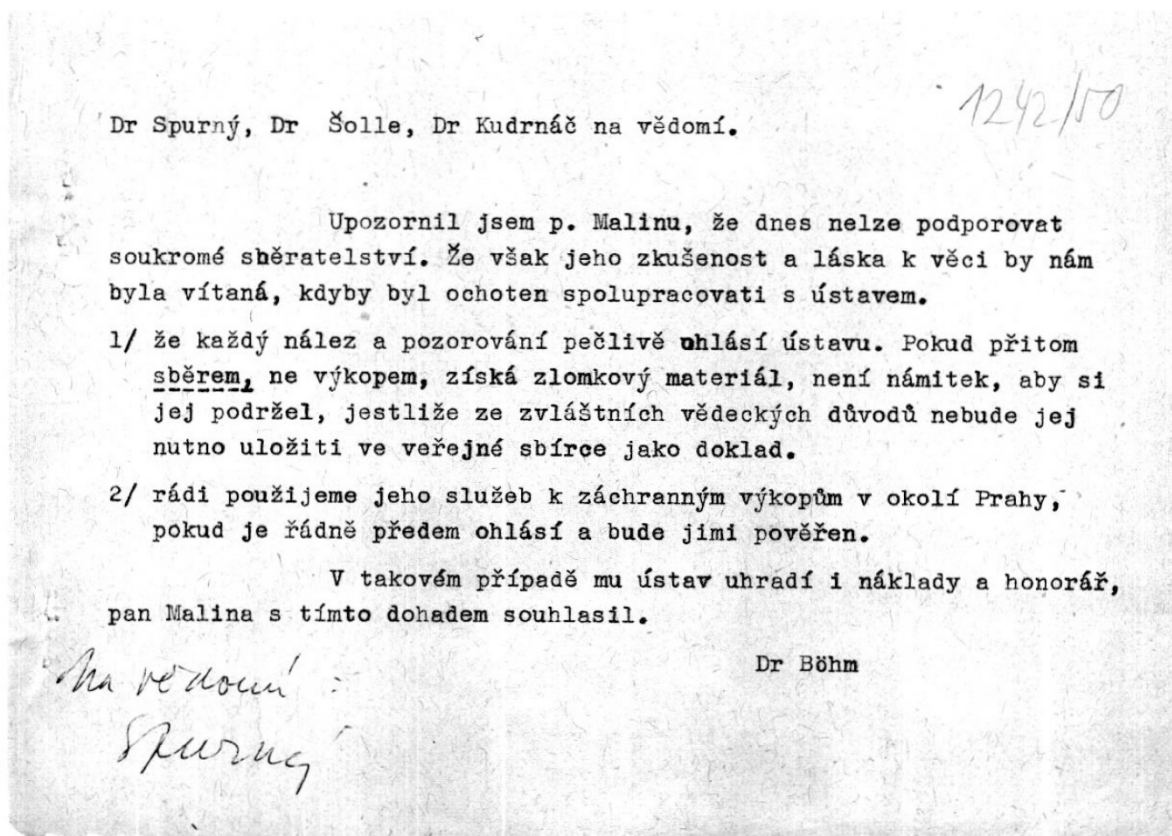 1242/50
Dr Spurný, Dr Šolle, Dr Kudrnáč na vědomí.
Upozornil jsem p. Malinu, že dnes nelze podporovat
soukromé sběratelství. Že však jeho zkušenost a láska k věci by nám
byla vítaná, kdyby byl ochoten spolupracovati s ústavem.
1/ že každý nález a pozorování pečlivě ohlásí ústavu. Pokud přitom
sběrem, ne výkopem, získá zlomkový materiál, není námitek, aby si
jej podržel, jestliže ze zvláštních vědeckých důvodů nebude jej
nutno uložiti ve veřejné sbírce jako doklad.
2/ rádi použijeme jeho služeb k záchranným výkopům v okolí Prahy,
pokud je řádně předem ohlásí a bude jimi pověřen.
V takovém případě mu ústav uhradí i náklady a honorář,
pan Malina s tímto dohadem souhlasil.
Dr Böhm
Na vědomí :
Spurný